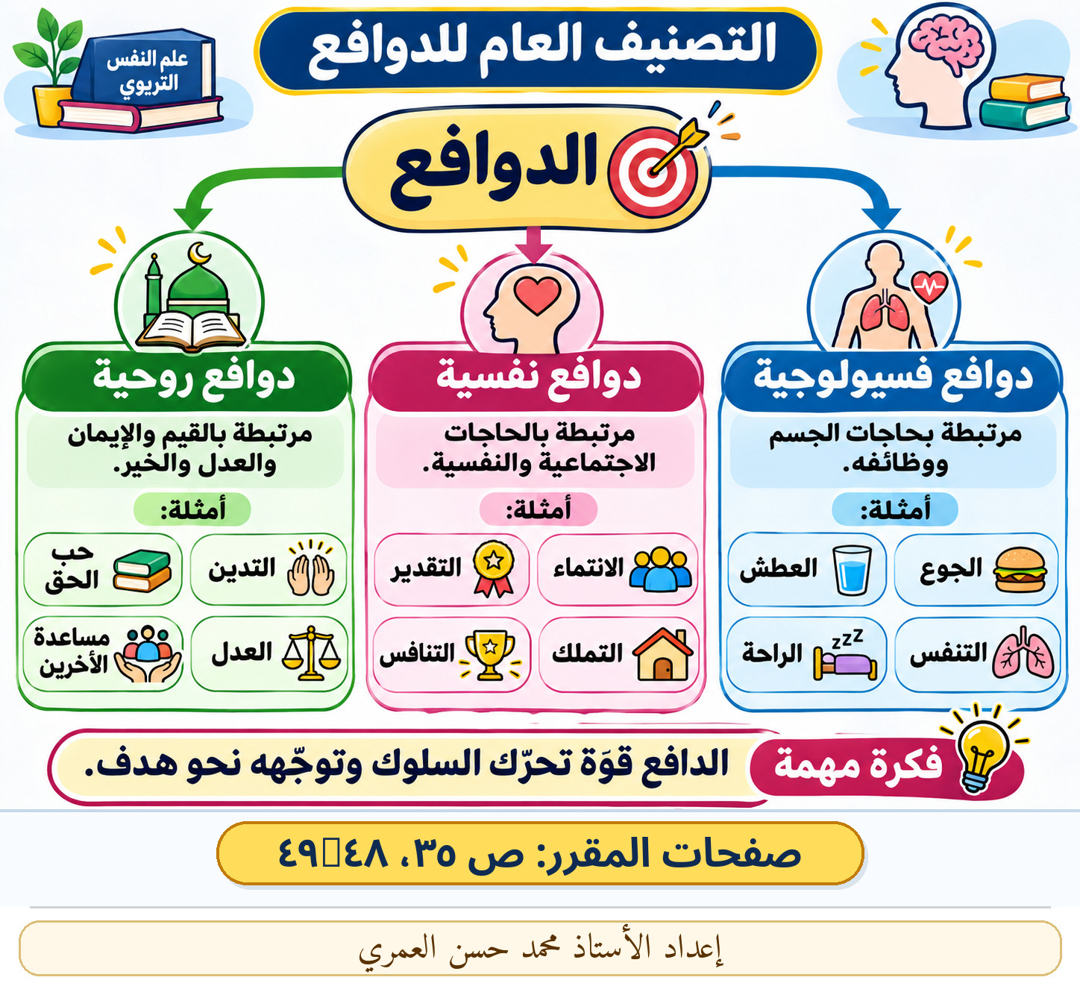 التصنيف العام للدوافع
علم النفس
التربوي
الدوافع
دوافع فسيولوجية
مرتبطة بحاجات الجسم
ووظائفه.
أمثلة:
الجوع
العطش
التنفس
الراحة
zzZ
دوافع نفسية
مرتبطة بالحاجات
الاجتماعية والنفسية.
أمثلة:
الانتماء
التقدير
التملك
التنافس
دوافع روحية
مرتبطة بالقيم والإيمان
والعدل والخير.
أمثلة:
التدين
حب
الحق
العدل
مساعدة
الأخرين
فكرة مهمة
الدافع قوَة تحرّك السلوك وتوجّهه نحو هدف.
صفحات المقرر: ص ٣٥، ٤٨▯٤٩
إعداد الأستاذ محمد حسن العمري